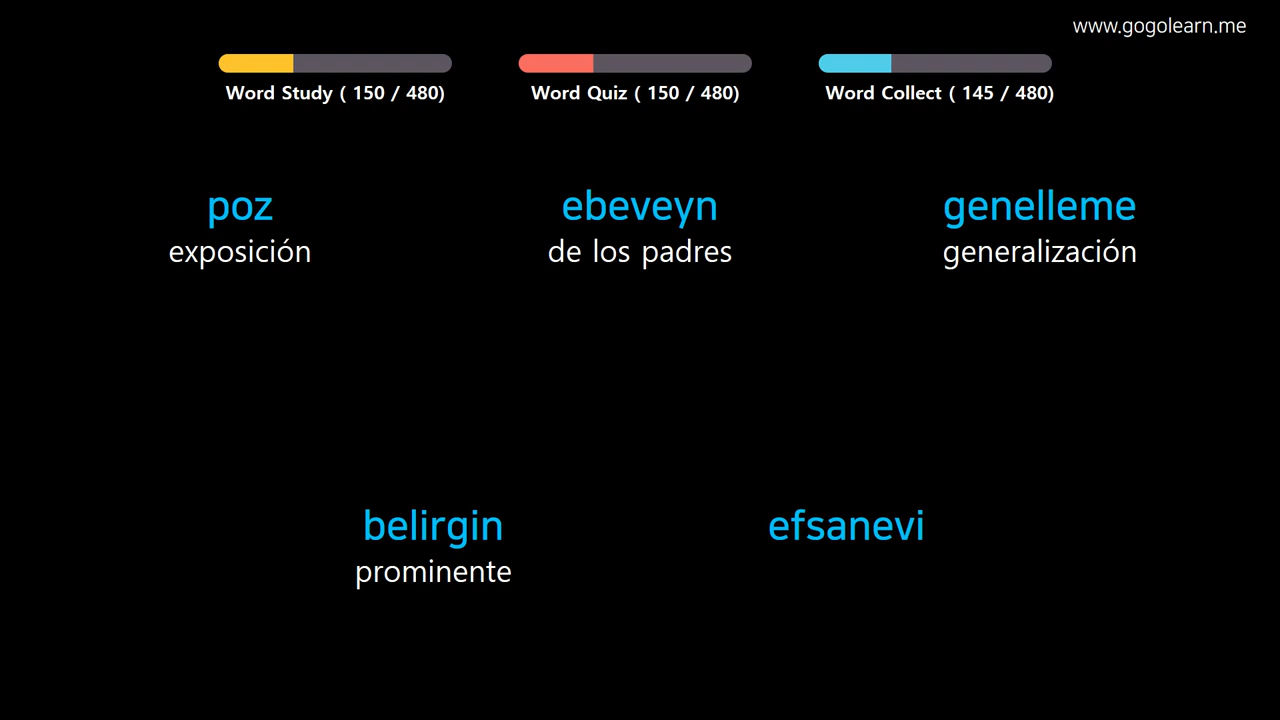 www.gogolearn.me
Word Study ( 150 / 480)
Word Quiz ( 150 / 480)
Word Collect ( 145 / 480)
poz
exposición
ebeveyn
de los padres
genelleme
generalización
belirgin
prominente
efsanevi